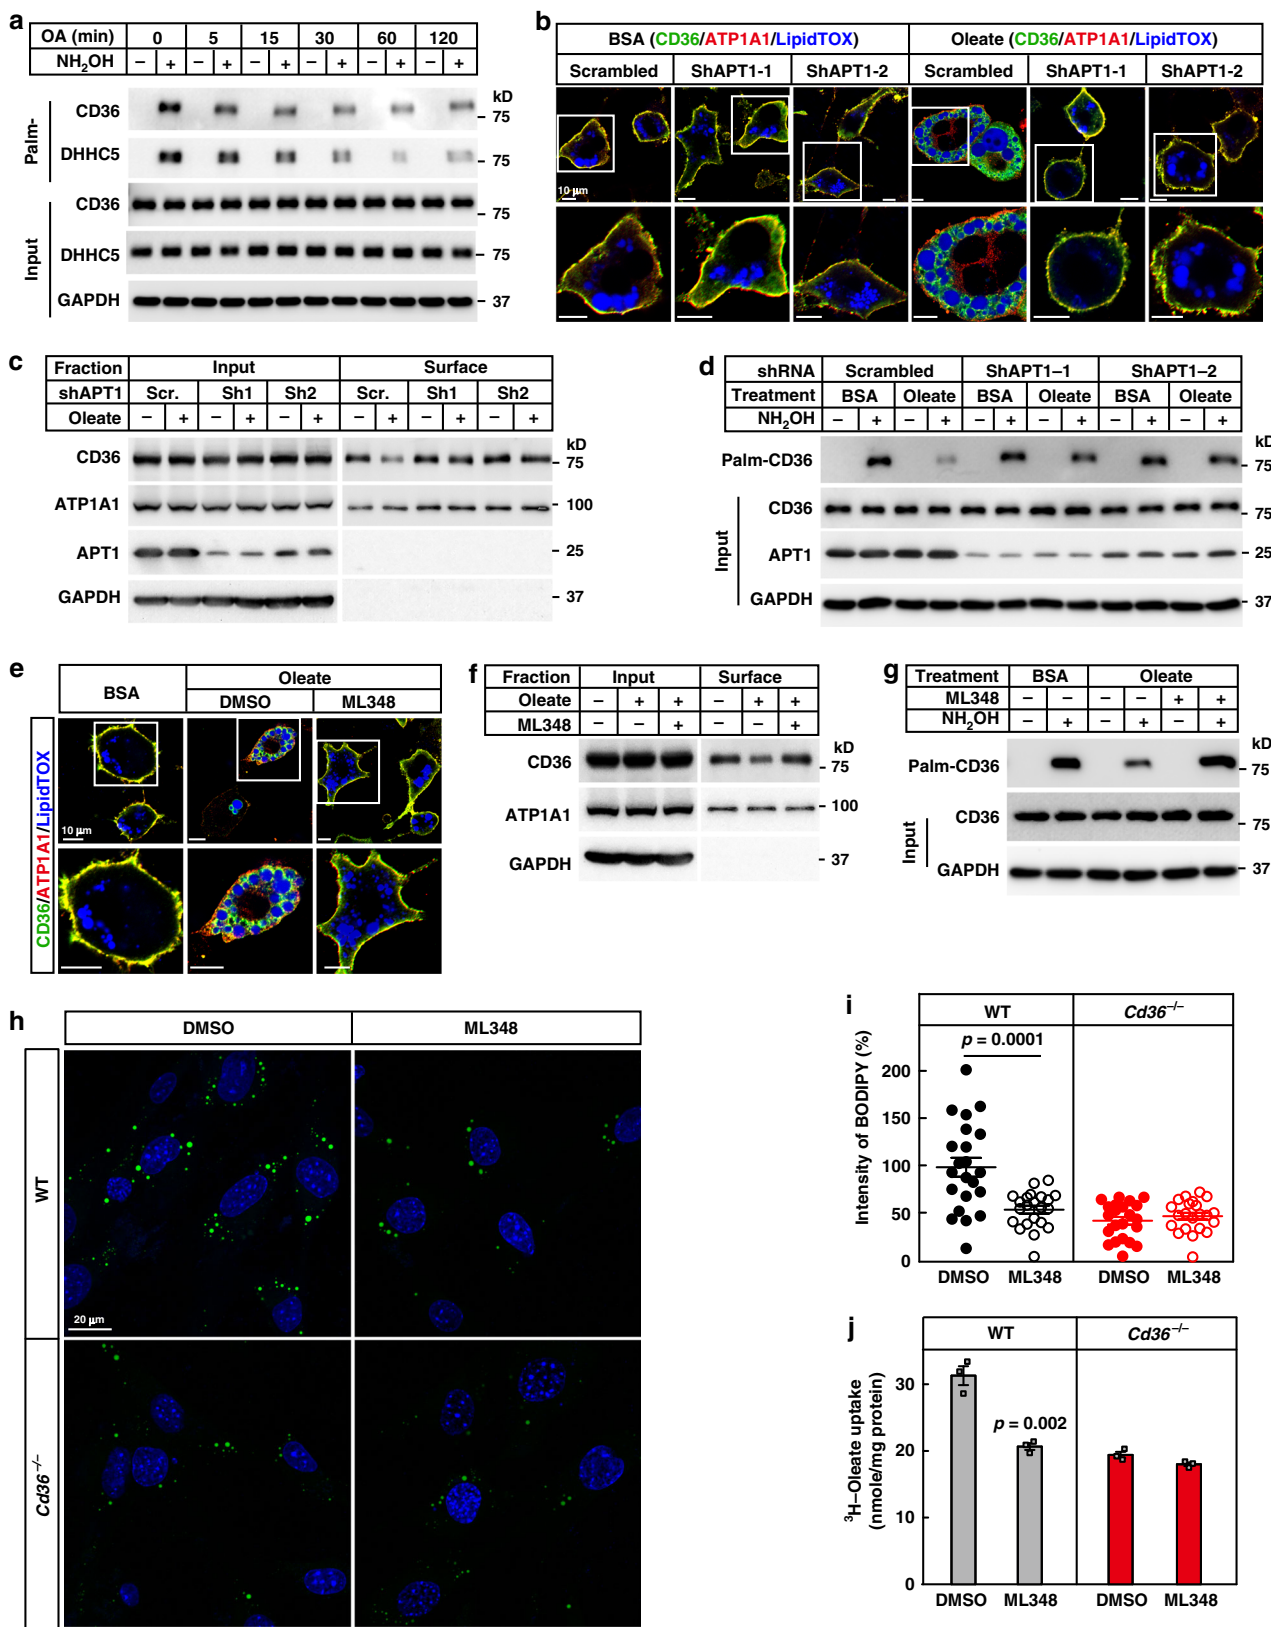 a
OA (min) 0 5 15 30 60 120
NH2OH – + – + – + – + – + – +
Palm-
CD36
kD
75
DHHC5
75
Input
CD36
75
DHHC5
75
GAPDH
37
b
BSA (CD36/ATP1A1/LipidTOX) Oleate (CD36/ATP1A1/LipidTOX)
Scrambled ShAPT1-1 ShAPT1-2 Scrambled ShAPT1-1 ShAPT1-2
10 μm
c
Fraction Input Surface
shAPT1 Scr. Sh1 Sh2 Scr. Sh1 Sh2
Oleate – + – + – + – + – + – +
kD
CD36 75
ATP1A1 100
APT1 25
GAPDH 37
d
shRNA Scrambled ShAPT1–1 ShAPT1–2
Treatment BSA Oleate BSA Oleate BSA Oleate
NH2OH – + – + – + – + – + – +
kD
Palm-CD36 75
Input
CD36 75
APT1 25
GAPDH 37
e
BSA Oleate
DMSO ML348
CD36/ATP1A1/LipidTOX
10 μm
f
Fraction Input Surface
Oleate – + + – + +
ML348 – – + – – +
kD
CD36 75
ATP1A1 100
GAPDH 37
g
Treatment BSA Oleate
ML348 – – – – + +
NH2OH – + – + – +
kD
Palm-CD36 75
Input
CD36 75
GAPDH 37
h
DMSO ML348
WT
20 μm
Cd36–/–
i
WT Cd36–/–
p = 0.0001
Intensity of BODIPY (%)
200
150
100
50
0
DMSO ML348 DMSO ML348
j
WT Cd36–/–
3H–Oleate uptake
(nmole/mg protein)
30
p = 0.002
20
10
0
DMSO ML348 DMSO ML348